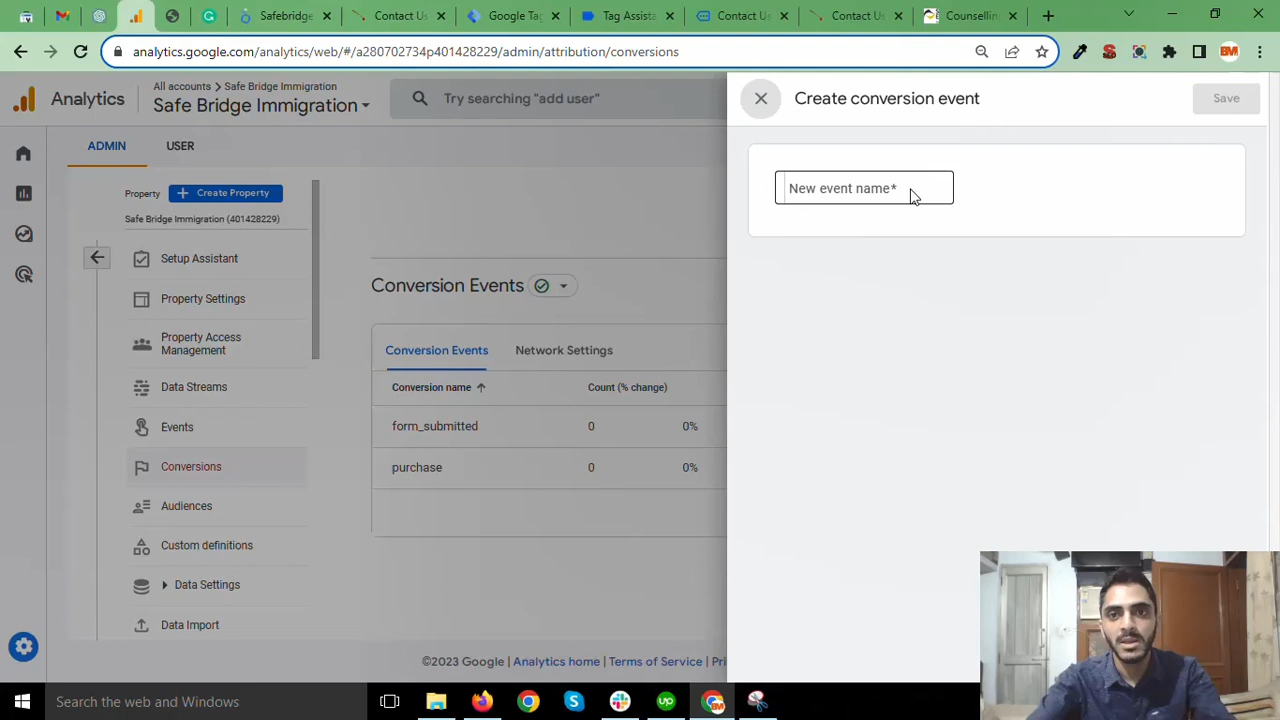 Safebridge
Contact Us
Google Tag
Tag Assista
Contact Us
Contact Us
Counselling
analytics.google.com/analytics/web/#/a280702734p401428229/admin/attribution/conversions
Analytics
All accounts > Safe Bridge Immigration
Safe Bridge Immigration
Try searching "add user"
Create conversion event
Save
ADMIN
USER
New event name*
Property
Create Property
Safe Bridge Immigration (401428229)
Setup Assistant
Property Settings
Property Access
Management
Data Streams
Events
Conversions
Audiences
Custom definitions
Data Settings
Data Import
Conversion Events
Conversion Events
Network Settings
Conversion name
Count (% change)
form_submitted 0 0%
purchase 0 0%
©2023 Google | Analytics home | Terms of Service | Pri
Search the web and Windows